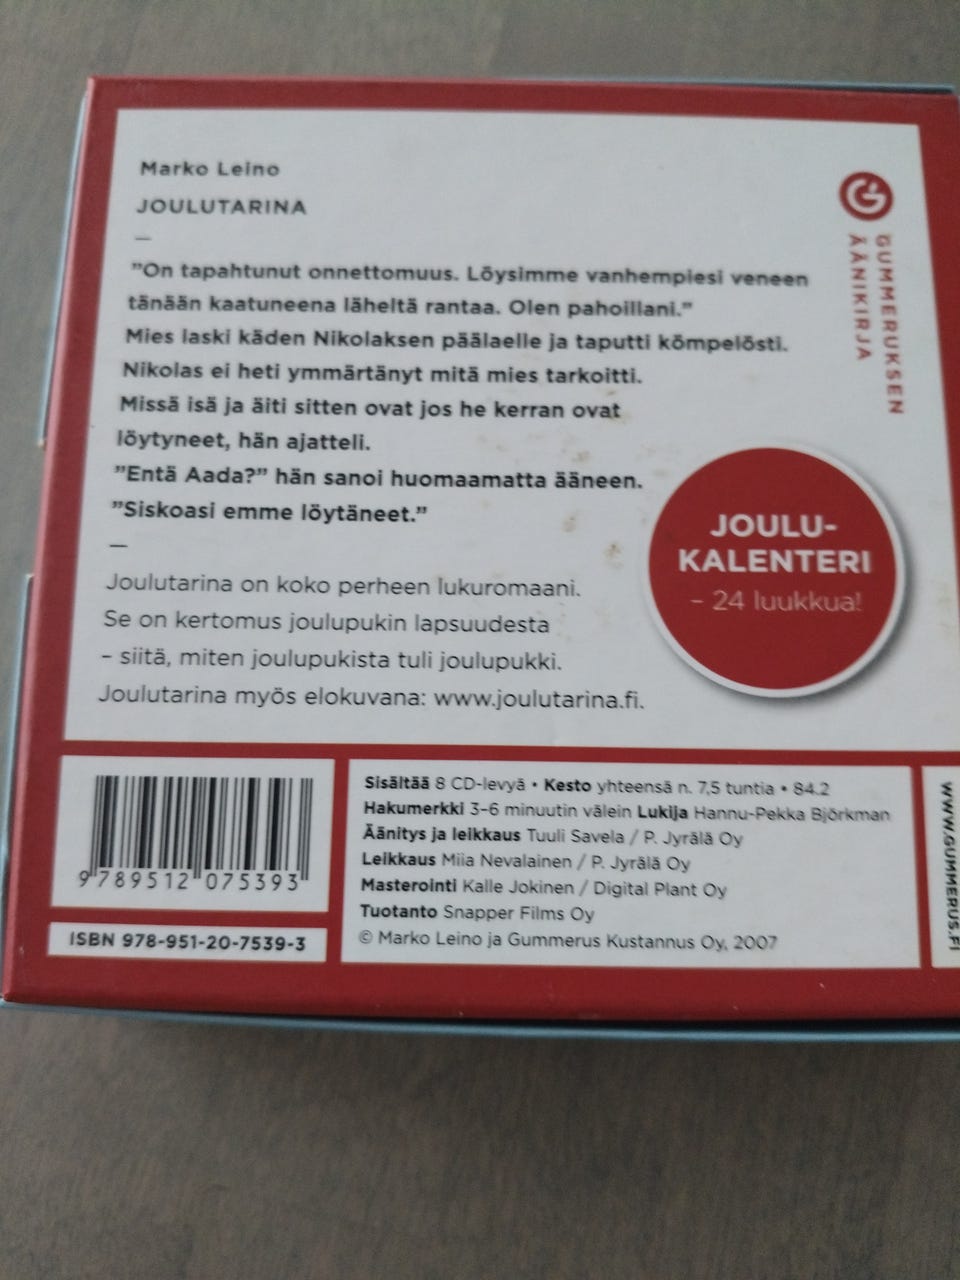 Marko Leino
JOULUTARINA
—
”On tapahtunut onnettomuus. Löysimme vanhempiesi veneen
tänään kaatuneena läheltä rantaa. Olen pahoillani.”
Mies laski käden Nikolaksen päälaelle ja taputti kömpelösti.
Nikolas ei heti ymmärtänyt mitä mies tarkoitti.
Missä isä ja äiti sitten ovat jos he kerran ovat
löytyneet, hän ajatteli.
”Entä Aada?” hän sanoi huomaamatta ääneen.
”Siskoasi emme löytäneet.”
—
Joulutarina on koko perheen lukuromaani.
Se on kertomus joulupukin lapsuudesta
– siitä, miten joulupukista tuli joulupukki.
Joulutarina myös elokuvana: www.joulutarina.fi.
GUMMERUKSEN
ÄÄNIKIRJA
JOULU-
KALENTERI
– 24 luukkua!
9 789512 075393
ISBN 978-951-20-7539-3
Sisältää 8 CD-levyä • Kesto yhteensä n. 7,5 tuntia • 84.2
Hakumerkki 3–6 minuutin välein Lukija Hannu-Pekka Björkman
Äänitys ja leikkaus Tuuli Savela / P. Jyrälä Oy
Leikkaus Miia Nevalainen / P. Jyrälä Oy
Masterointi Kalle Jokinen / Digital Plant Oy
Tuotanto Snapper Films Oy
© Marko Leino ja Gummerus Kustannus Oy, 2007
WWW.GUMMERUS.FI